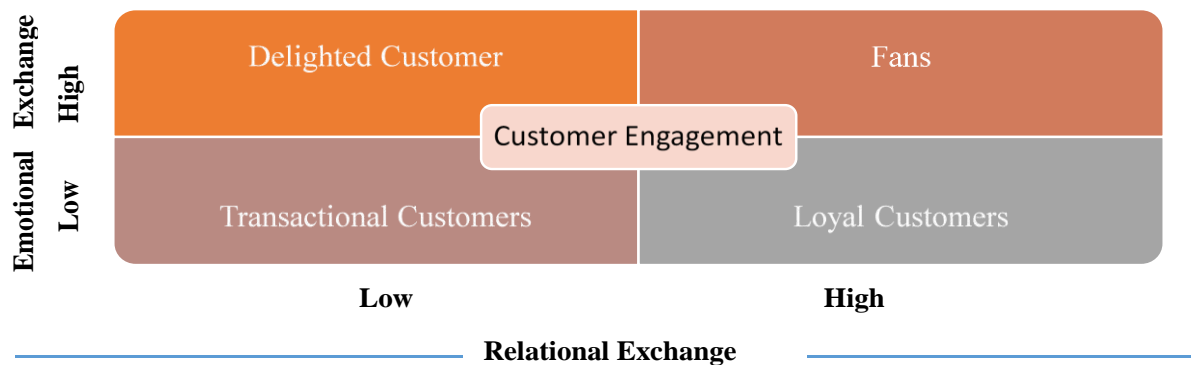 Emotional Exchange
High
Low
Delighted Customer
Fans
Customer Engagement
Transactional Customers
Loyal Customers
Low
High
Relational Exchange